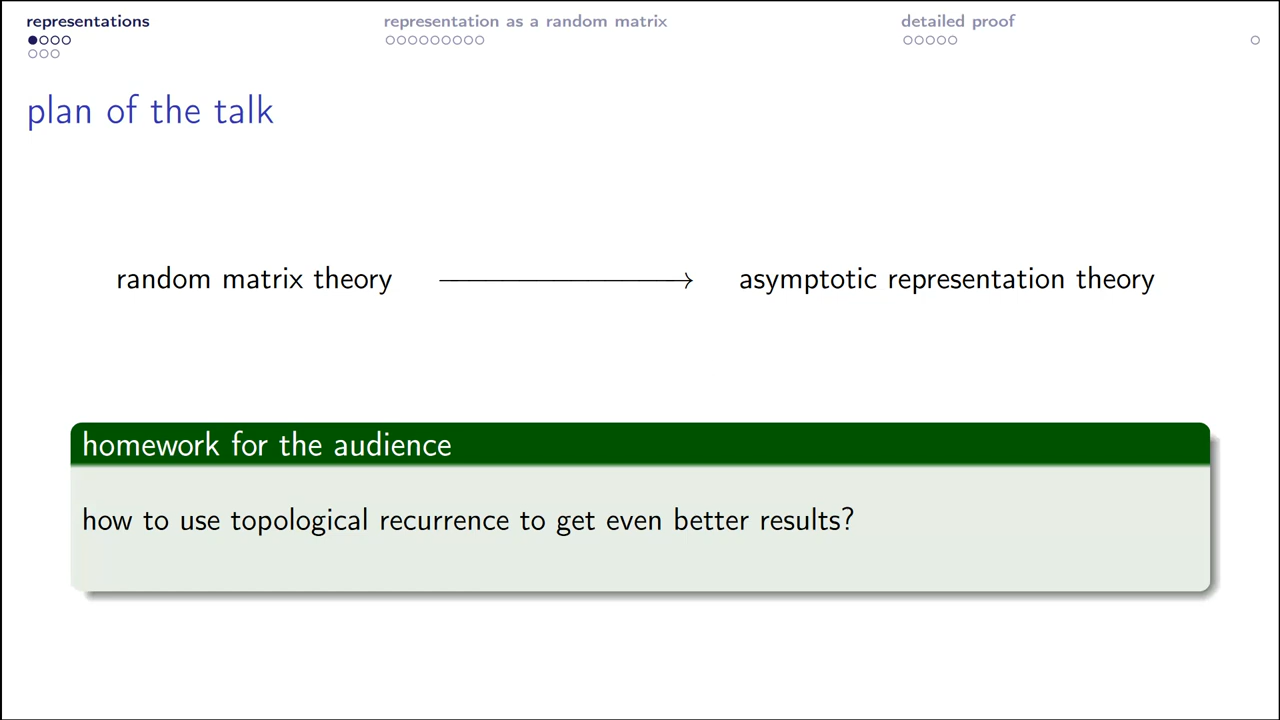 representations
representation as a random matrix
detailed proof
plan of the talk
random matrix theory
asymptotic representation theory
homework for the audience
how to use topological recurrence to get even better results?